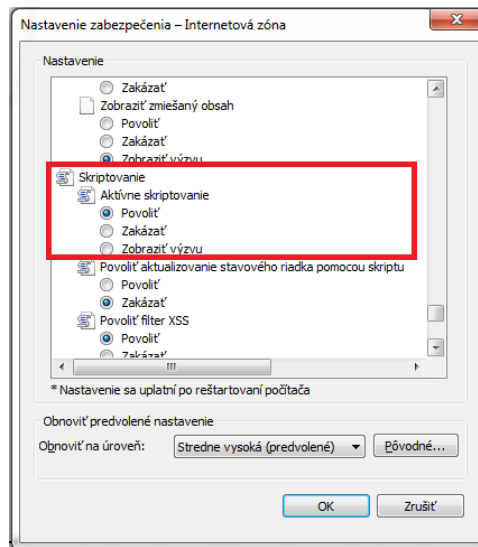 Nastavenie zabezpečenia – Internetová zóna
Nastavenie
Zakázať
Zobraziť zmiešaný obsah
Povoliť
Zakázať
Zobraziť výzvu
Skriptovanie
Aktívne skriptovanie
Povoliť
Zakázať
Zobraziť výzvu
Povoliť aktualizovanie stavového riadka pomocou skriptu
Povoliť
Zakázať
Povoliť filter XSS
Povoliť
Zakázať
* Nastavenie sa uplatní po reštartovaní počítača
Obnoviť predvolené nastavenie
Obnoviť na úroveň: Stredne vysoká (predvolené) Pôvodné...
OK Zrušiť